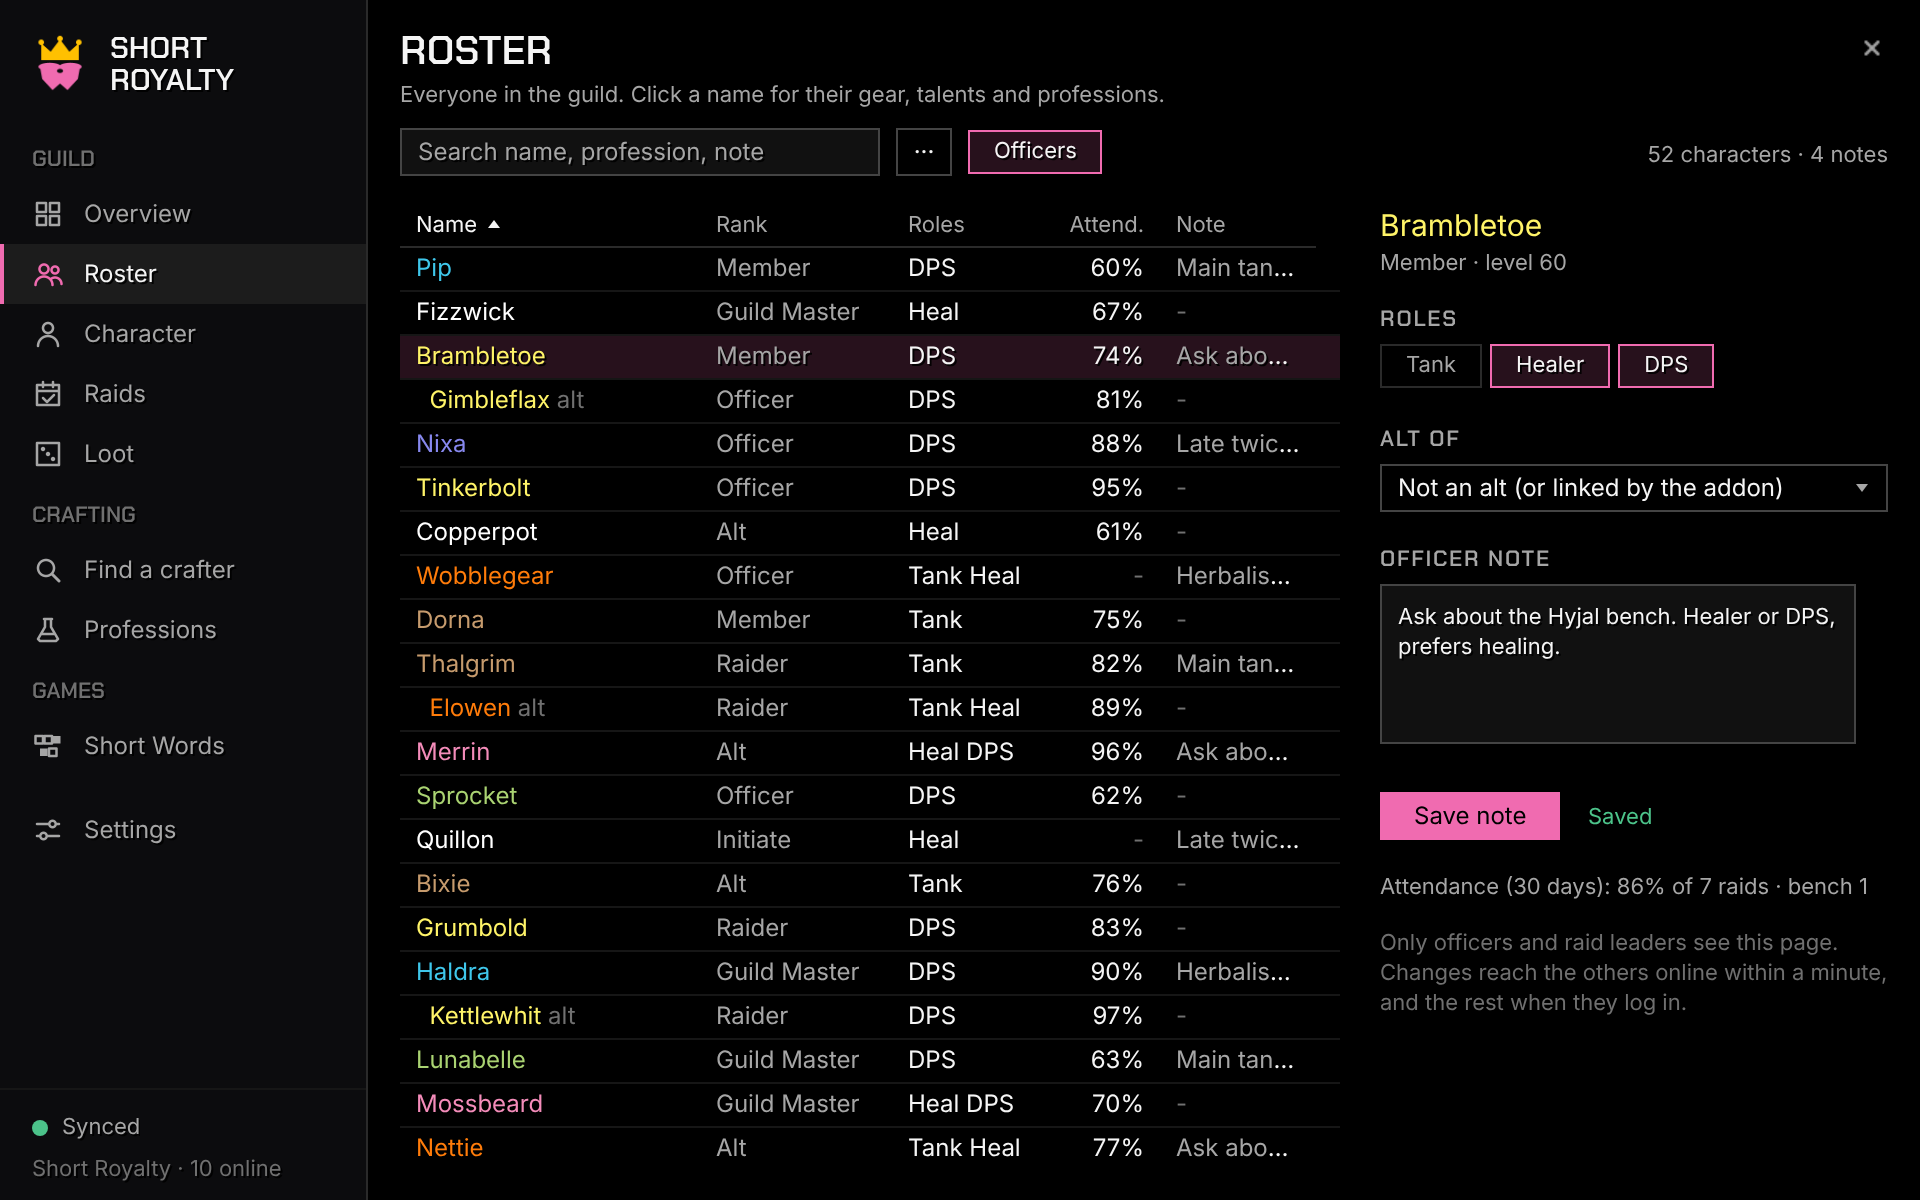 SHORT
ROYALTY
GUILD
Overview
Roster
Character
Raids
Loot
CRAFTING
Find a crafter
Professions
GAMES
Short Words
Settings
Synced
Short Royalty · 10 online
ROSTER
Everyone in the guild. Click a name for their gear, talents and professions.
Search name, profession, note
...
Officers
52 characters · 4 notes
Name Rank Roles Attend. Note
Pip Member DPS 60% Main tan...
Fizzwick Guild Master Heal 67% -
Brambletoe Member DPS 74% Ask abo...
Gimbleflax alt Officer DPS 81% -
Nixa Officer DPS 88% Late twic...
Tinkerbolt Officer DPS 95% -
Copperpot Alt Heal 61% -
Wobblegear Officer Tank Heal - Herbalis...
Dorna Member Tank 75% -
Thalgrim Raider Tank 82% Main tan...
Elowen alt Raider Tank Heal 89% -
Merrin Alt Heal DPS 96% Ask abo...
Sprocket Officer DPS 62% -
Quillon Initiate Heal - Late twic...
Bixie Alt Tank 76% -
Grumbold Raider DPS 83% -
Haldra Guild Master DPS 90% Herbalis...
Kettlewhit alt Raider DPS 97% -
Lunabelle Guild Master DPS 63% Main tan...
Mossbeard Guild Master Heal DPS 70% -
Nettie Alt Tank Heal 77% Ask abo...
Brambletoe
Member · level 60
ROLES
Tank Healer DPS
ALT OF
Not an alt (or linked by the addon)
OFFICER NOTE
Ask about the Hyjal bench. Healer or DPS,
prefers healing.
Save note Saved
Attendance (30 days): 86% of 7 raids · bench 1
Only officers and raid leaders see this page.
Changes reach the others online within a minute,
and the rest when they log in.